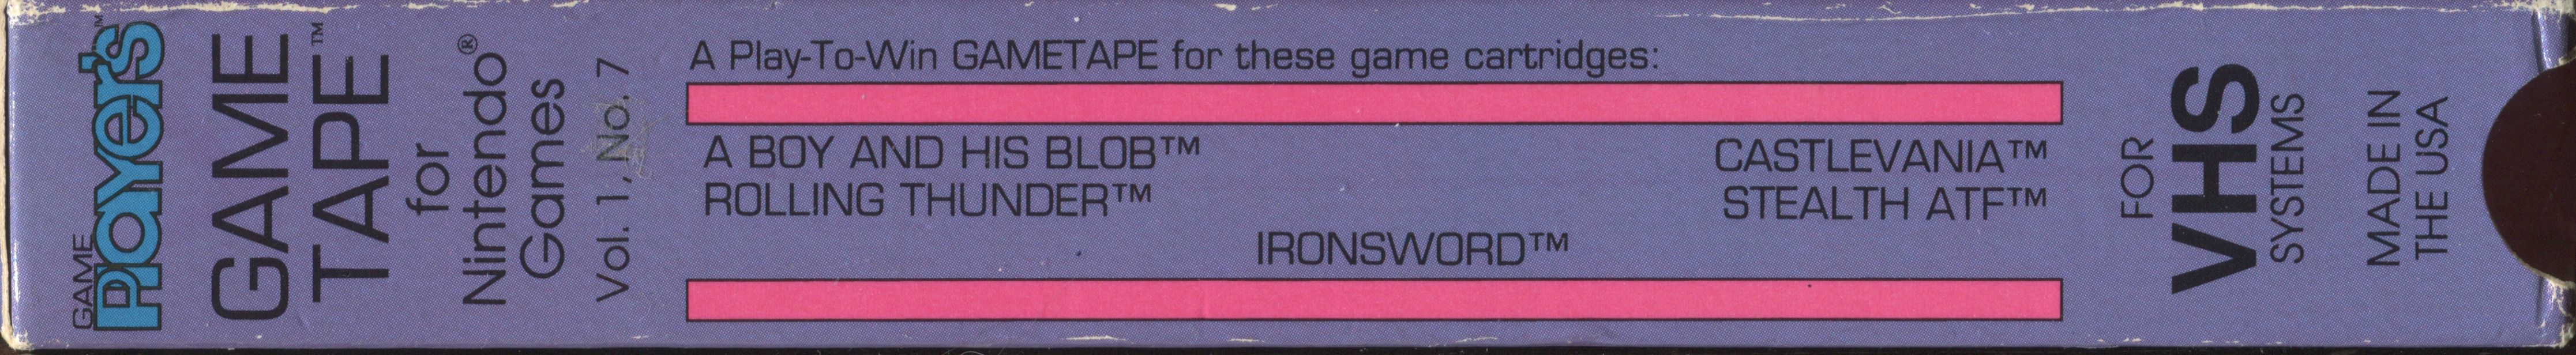 GAME
Player's™
GAME
TAPE™
for
Nintendo®
Games
Vol. 1, No. 7
A Play-To-Win GAMETAPE for these game cartridges:
A BOY AND HIS BLOB™
CASTLEVANIA™
ROLLING THUNDER™
STEALTH ATF™
IRONSWORD™
FOR
VHS
SYSTEMS
MADE IN
THE USA